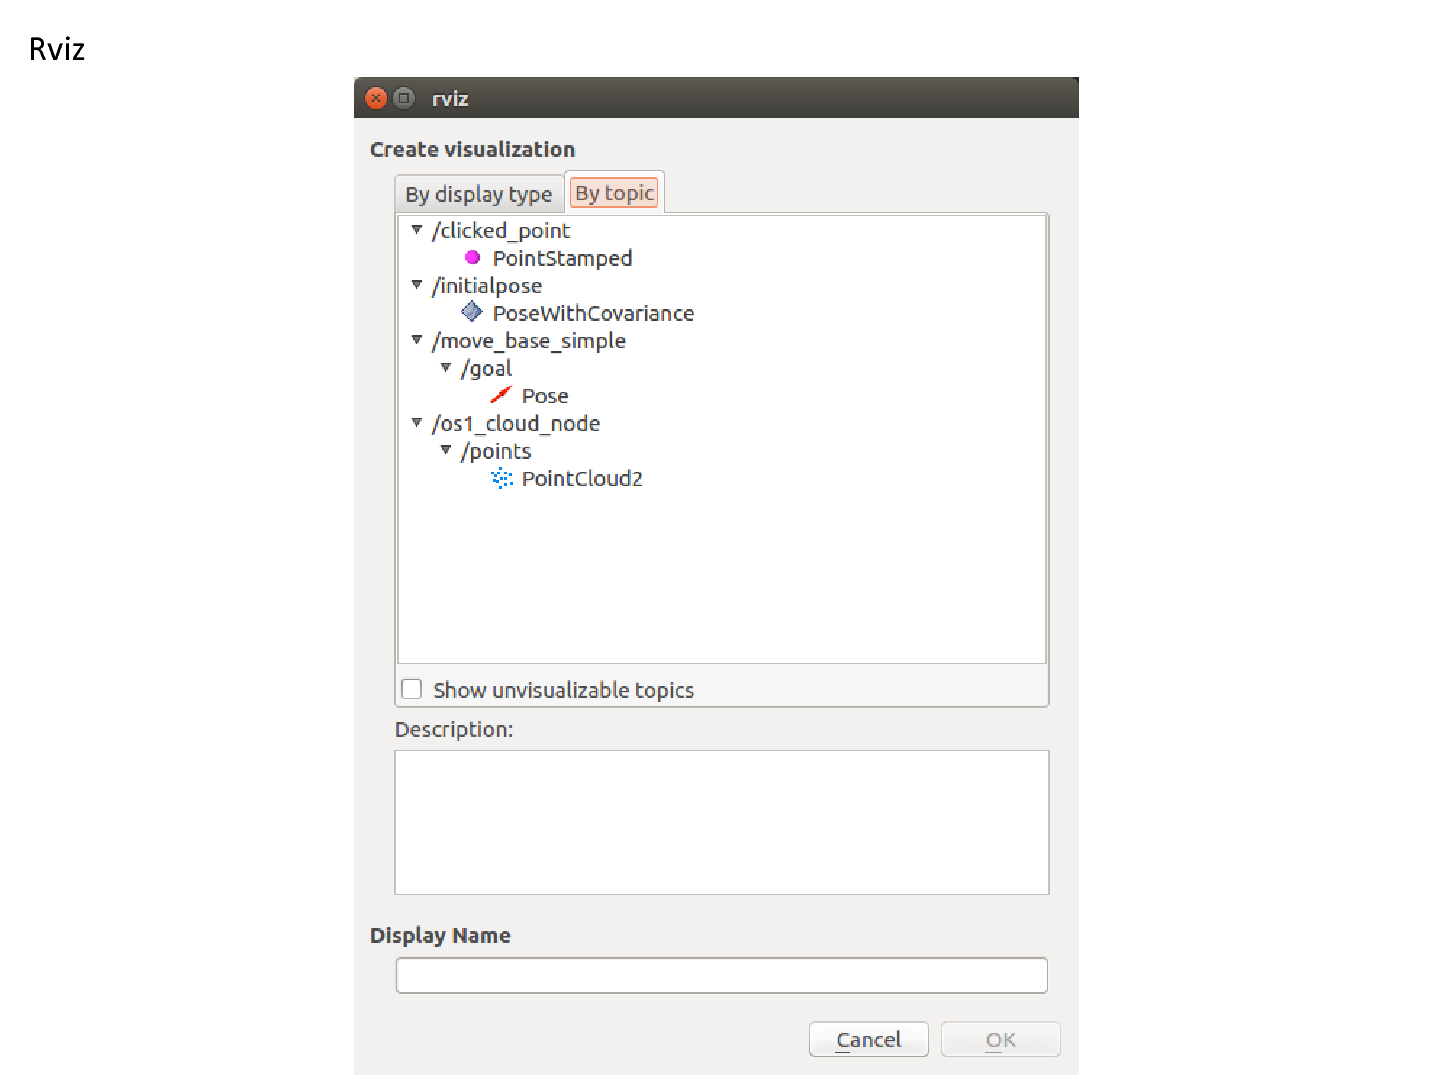 Rviz
rviz
Create visualization
By display type By topic
/clicked_point
PointStamped
/initialpose
PoseWithCovariance
/move_base_simple
/goal
Pose
/os1_cloud_node
/points
PointCloud2
Show unvisualizable topics
Description:
Display Name
Cancel OK